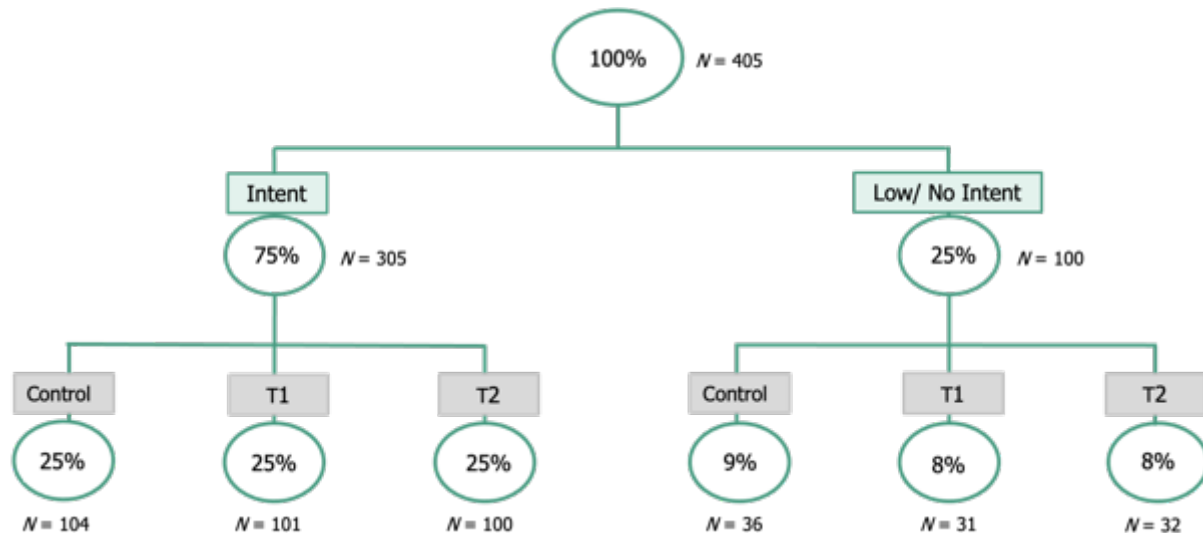 100% N = 405
Intent Low/ No Intent
75% N = 305 25% N = 100
Control T1 T2 Control T1 T2
25% 25% 25% 9% 8% 8%
N = 104 N = 101 N = 100 N = 36 N = 31 N = 32